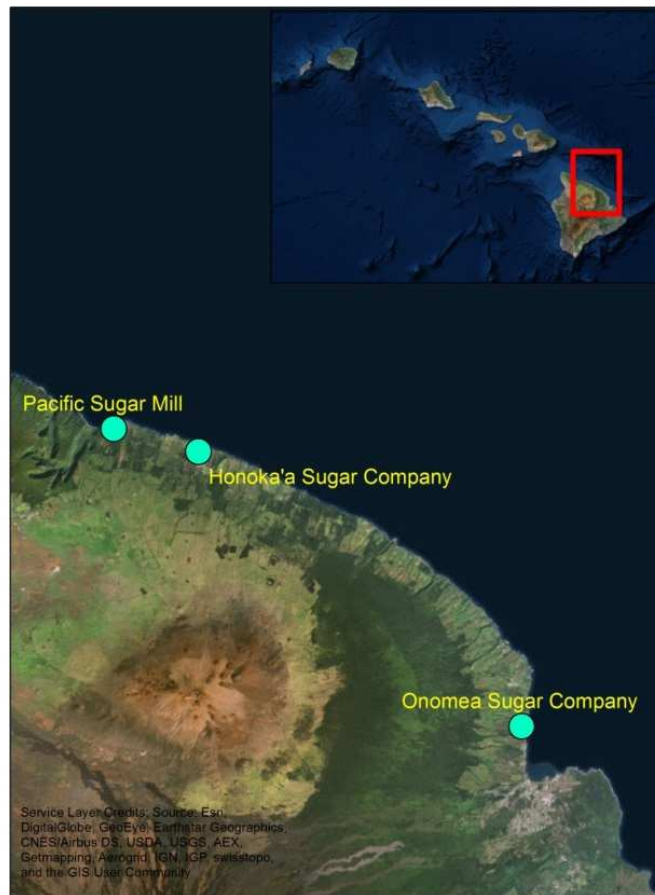 Pacific Sugar Mill
Honoka'a Sugar Company
Onomea Sugar Company
Service Layer Credits: Source: Esri,
DigitalGlobe, GeoEye, Earthstar Geographics,
CNES/Airbus DS, USDA, USGS, AEX,
Getmapping, Aerogrid, IGN, IGP, swisstopo,
and the GIS User Community